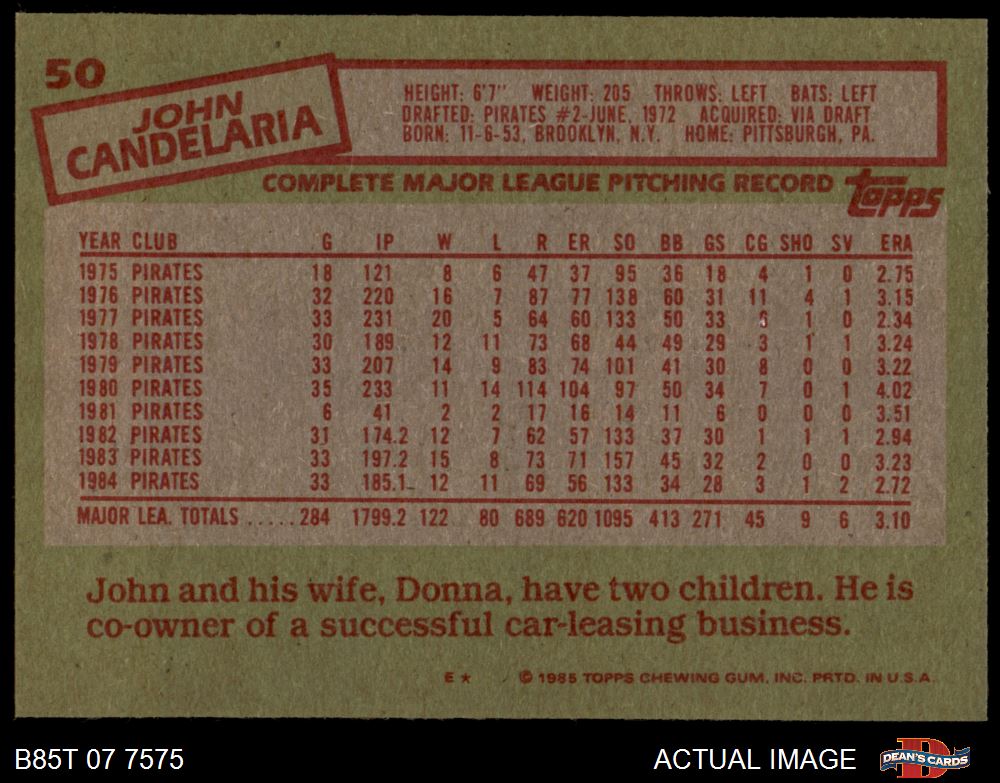 50
JOHN
CANDELARIA
HEIGHT: 6'7" WEIGHT: 205 THROWS: LEFT BATS: LEFT
DRAFTED: PIRATES #2-JUNE, 1972 ACQUIRED: VIA DRAFT
BORN: 11-6-53, BROOKLYN, N.Y. HOME: PITTSBURGH, PA.
COMPLETE MAJOR LEAGUE PITCHING RECORD topps
YEAR CLUB G IP W L R ER SO BB GS CG SHO SV ERA
1975 PIRATES 18 121 8 6 47 37 95 36 18 4 1 0 2.75
1976 PIRATES 32 220 16 7 87 77 138 60 31 11 4 1 3.15
1977 PIRATES 33 231 20 5 64 60 133 50 33 6 1 0 2.34
1978 PIRATES 30 189 12 11 73 68 44 49 29 3 1 1 3.24
1979 PIRATES 33 207 14 9 83 74 101 41 30 8 0 0 3.22
1980 PIRATES 35 233 11 14 114 104 97 50 34 7 0 1 4.02
1981 PIRATES 6 41 2 2 17 16 14 11 6 0 0 0 3.51
1982 PIRATES 31 174.2 12 7 62 57 133 37 30 1 1 1 2.94
1983 PIRATES 33 197.2 15 8 73 71 157 45 32 2 0 0 3.23
1984 PIRATES 33 185.1 12 11 69 56 133 34 28 3 1 2 2.72
MAJOR LEA. TOTALS ..... 284 1799.2 122 80 689 620 1095 413 271 45 9 6 3.10
John and his wife, Donna, have two children. He is
co-owner of a successful car-leasing business.
E ★ © 1985 TOPPS CHEWING GUM, INC. PRTD. IN U.S.A.
B85T 07 7575 ACTUAL IMAGE DEAN'S CARDS